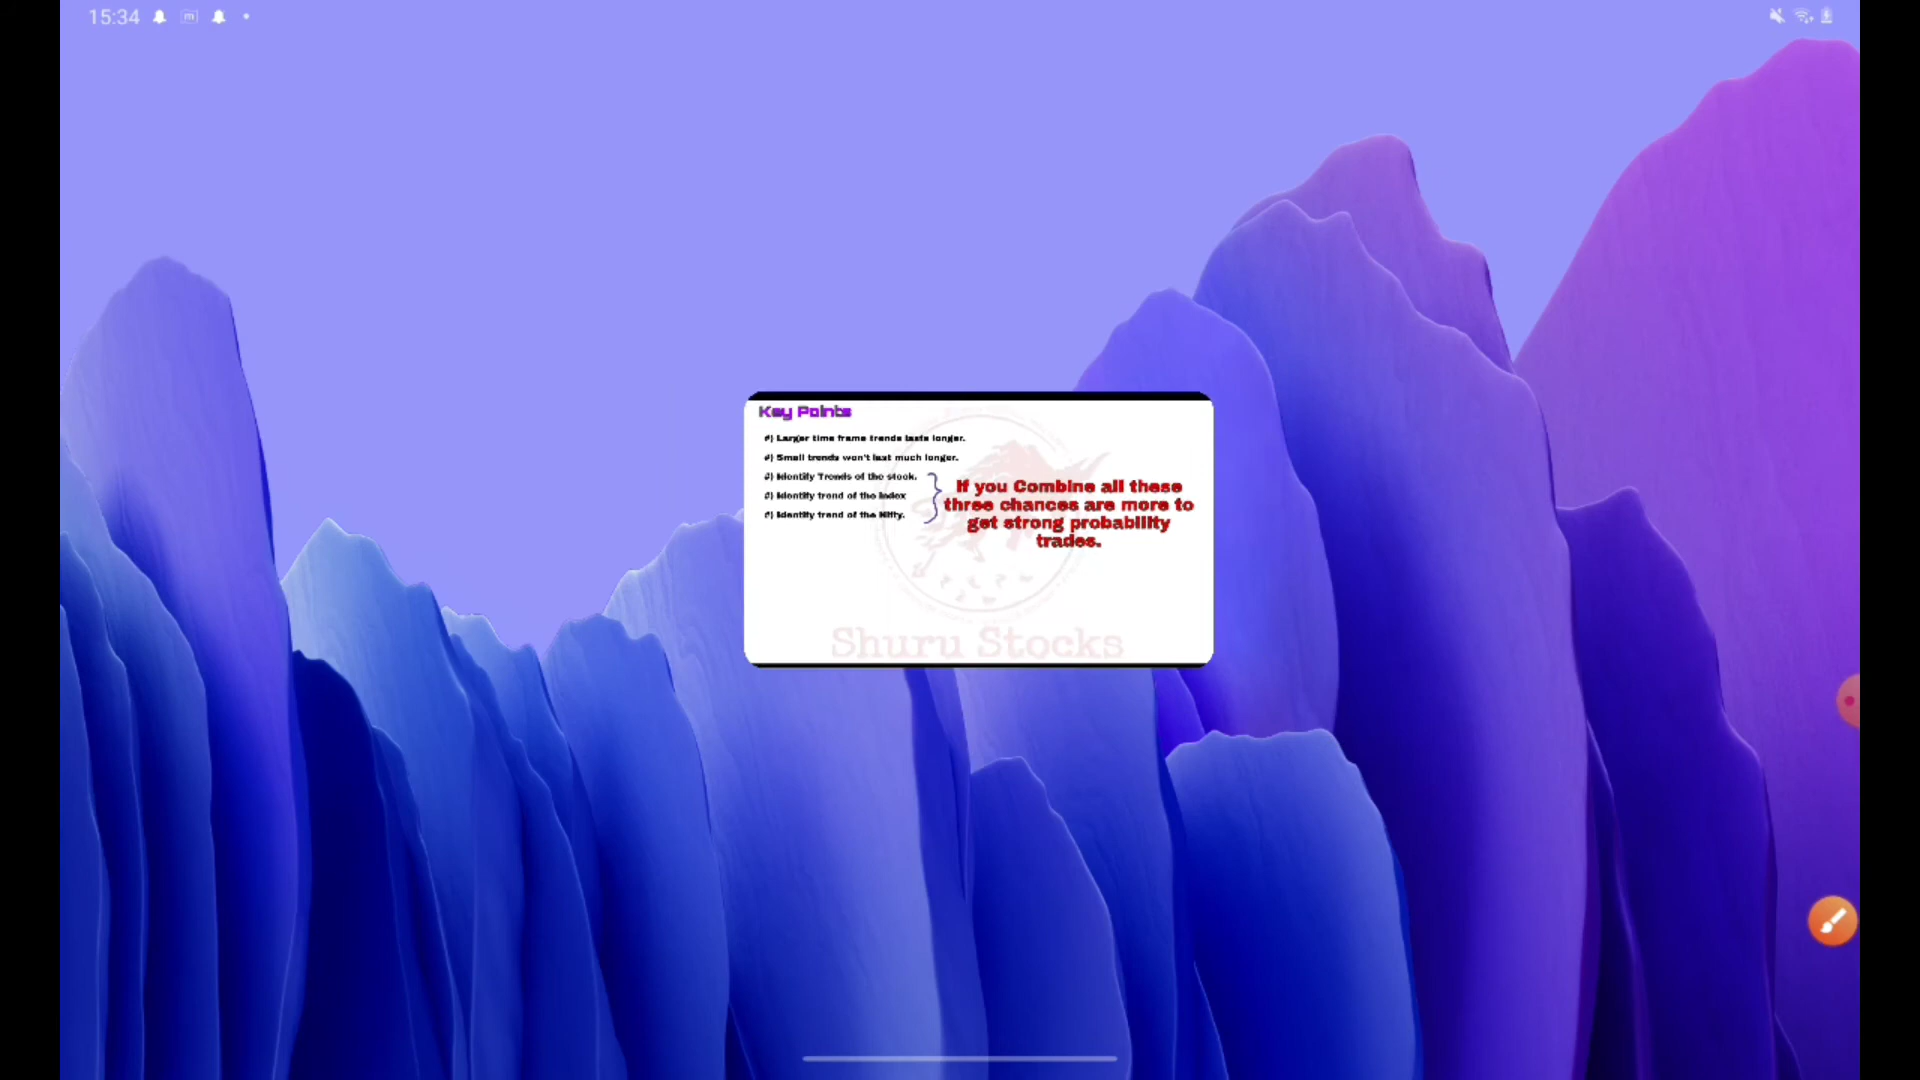 15:34
Key Points
#) Larger time frame trends lasts longer.
#) Small trends won't last much longer.
#) Identify Trends of the stock.
#) Identify trend of the Index
#) Identify trend of the Nifty.
If you Combine all these
three chances are more to
get strong probability
trades.
Shuru Stocks